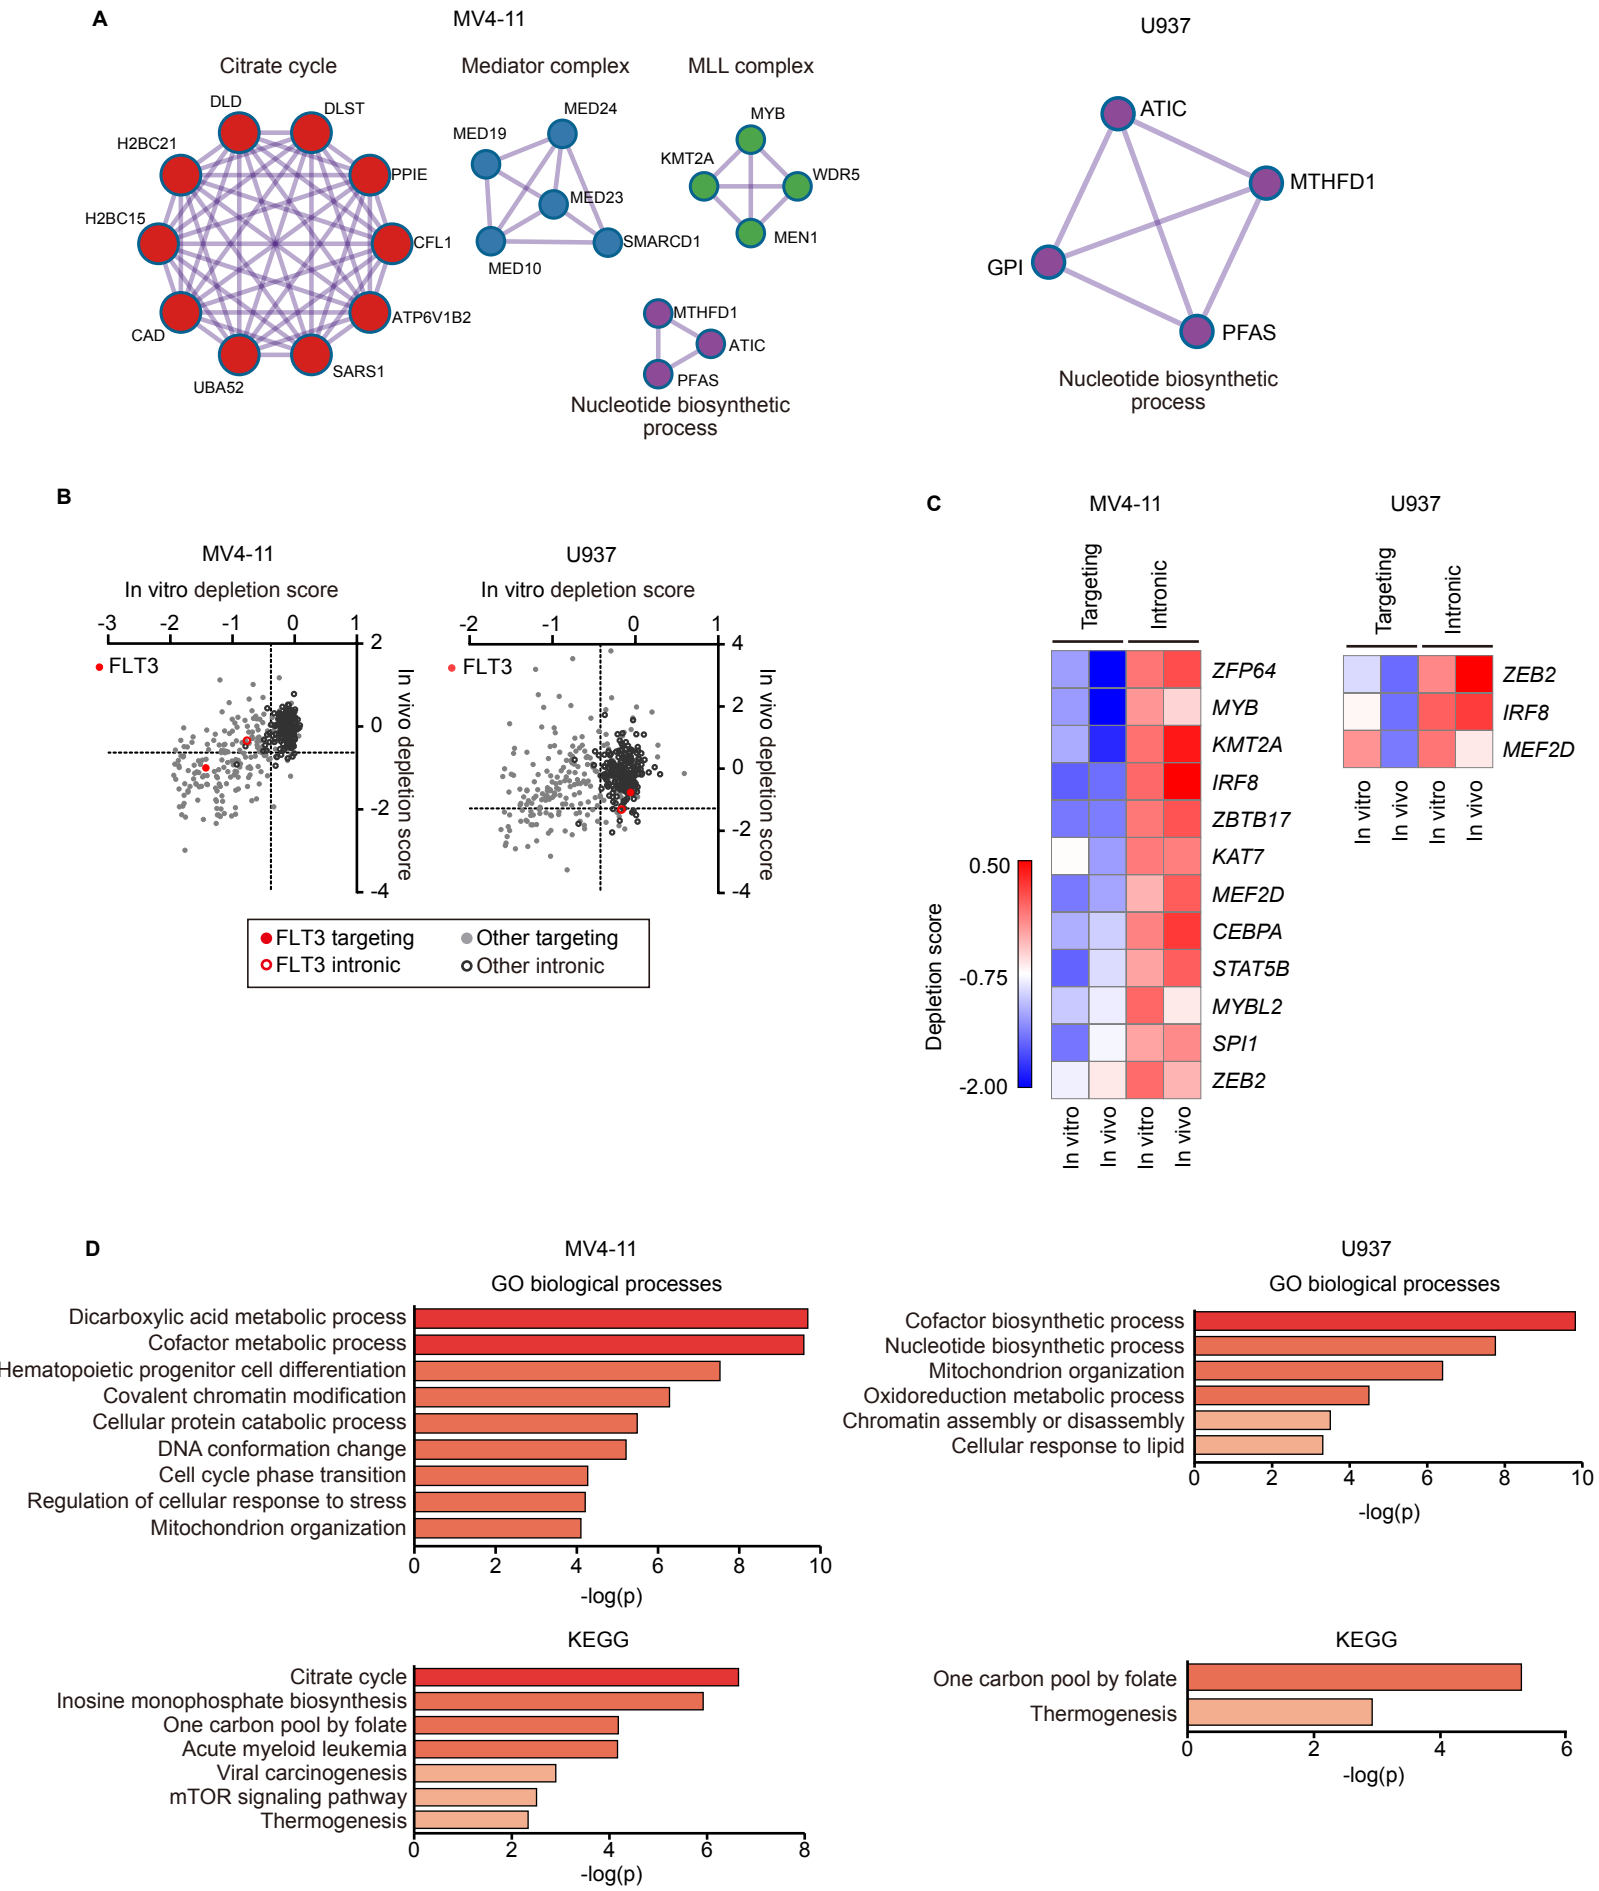 A
MV4-11
U937
Citrate cycle
Mediator complex
MLL complex
DLD
DLST
H2BC21
PPIE
H2BC15
CFL1
CAD
ATP6V1B2
UBA52
SARS1
MED24
MED19
MED23
SMARCD1
MED10
MYB
KMT2A
WDR5
MEN1
MTHFD1
ATIC
PFAS
Nucleotide biosynthetic
process
ATIC
MTHFD1
GPI
PFAS
Nucleotide biosynthetic
process
B
MV4-11
In vitro depletion score
-3 -2 -1 0 1
2
0
-2
-4
In vivo depletion score
FLT3
U937
In vitro depletion score
-2 -1 0 1
4
2
0
-2
-4
In vivo depletion score
FLT3
FLT3 targeting
Other targeting
FLT3 intronic
Other intronic
C
MV4-11
U937
Targeting
Intronic
ZFP64
MYB
KMT2A
IRF8
ZBTB17
KAT7
MEF2D
CEBPA
STAT5B
MYBL2
SPI1
ZEB2
In vitro
In vivo
In vitro
In vivo
Depletion score
0.50
-0.75
-2.00
Targeting
Intronic
ZEB2
IRF8
MEF2D
In vitro
In vivo
In vitro
In vivo
D
MV4-11
GO biological processes
Dicarboxylic acid metabolic process
Cofactor metabolic process
Hematopoietic progenitor cell differentiation
Covalent chromatin modification
Cellular protein catabolic process
DNA conformation change
Cell cycle phase transition
Regulation of cellular response to stress
Mitochondrion organization
0 2 4 6 8 10
-log(p)
KEGG
Citrate cycle
Inosine monophosphate biosynthesis
One carbon pool by folate
Acute myeloid leukemia
Viral carcinogenesis
mTOR signaling pathway
Thermogenesis
0 2 4 6 8
-log(p)
U937
GO biological processes
Cofactor biosynthetic process
Nucleotide biosynthetic process
Mitochondrion organization
Oxidoreduction metabolic process
Chromatin assembly or disassembly
Cellular response to lipid
0 2 4 6 8 10
-log(p)
KEGG
One carbon pool by folate
Thermogenesis
0 2 4 6
-log(p)